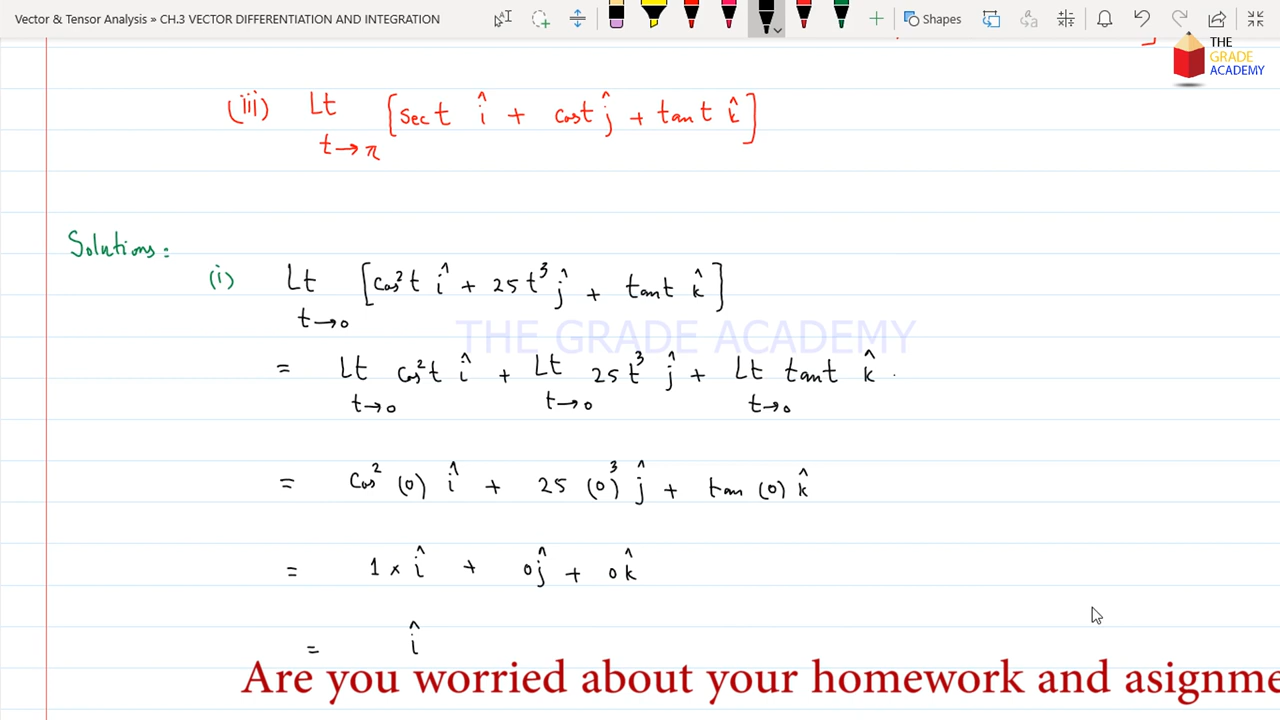 Vector & Tensor Analysis » CH.3 VECTOR DIFFERENTIATION AND INTEGRATION
Shapes
THE
GRADE
ACADEMY
(iii) Lt [sec t î + cost ĵ + tan t k̂]
t→π
Solutions:
(i) Lt [cos²t î + 25t³ ĵ + tant k̂]
t→0
THE GRADE ACADEMY
= Lt cos²t î + Lt 25t³ ĵ + Lt tant k̂
t→0 t→0 t→0
= cos² (0) î + 25 (0)³ ĵ + tan (0) k̂
= 1 × î + 0ĵ + 0k̂
= î
Are you worried about your homework and asignme